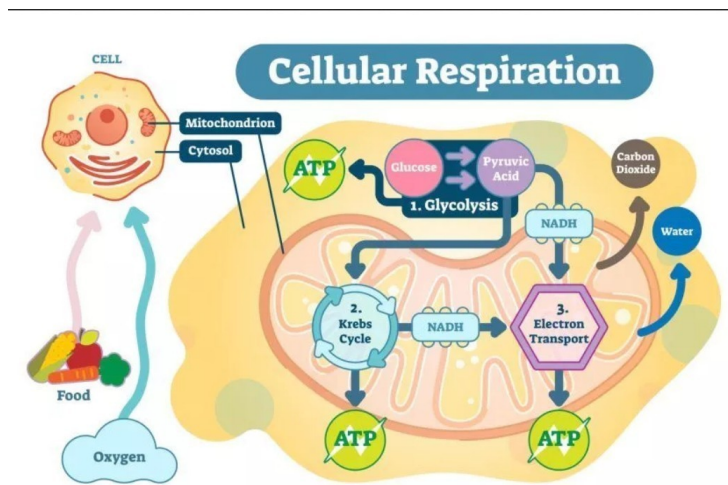 CELL
Cellular Respiration
Mitochondrion
Cytosol
ATP
Glucose
Pyruvic
Acid
1. Glycolysis
Carbon
Dioxide
NADH
Water
2.
Krebs
Cycle
NADH
3.
Electron
Transport
Food
ATP
ATP
Oxygen